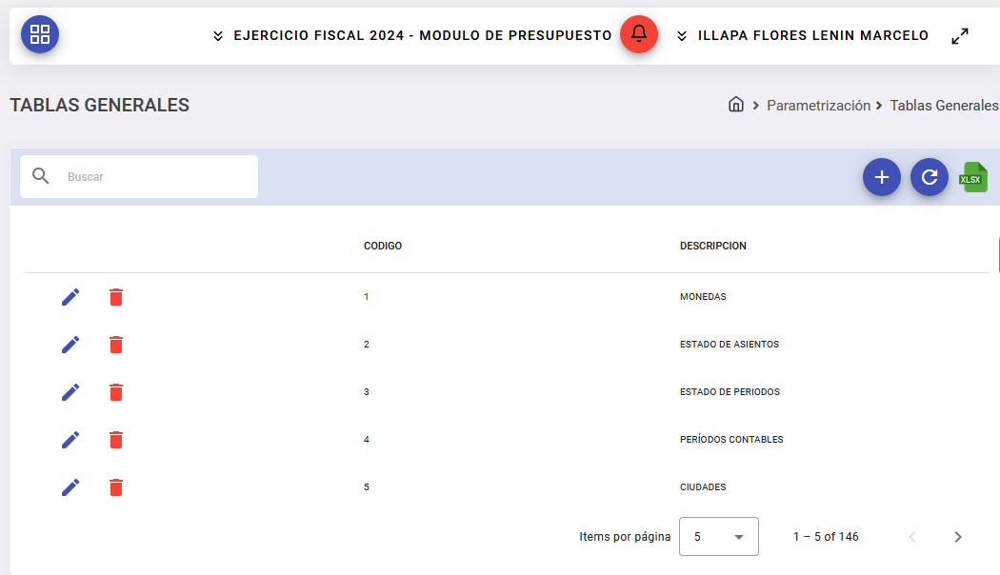 EJERCICIO FISCAL 2024 - MODULO DE PRESUPUESTO ILLAPA FLORES LENIN MARCELO
TABLAS GENERALES Parametrización Tablas Generales
Buscar XLSX
CODIGO DESCRIPCION
1 MONEDAS
2 ESTADO DE ASIENTOS
3 ESTADO DE PERIODOS
4 PERÍODOS CONTABLES
5 CIUDADES
Items por página 5 1 – 5 of 146